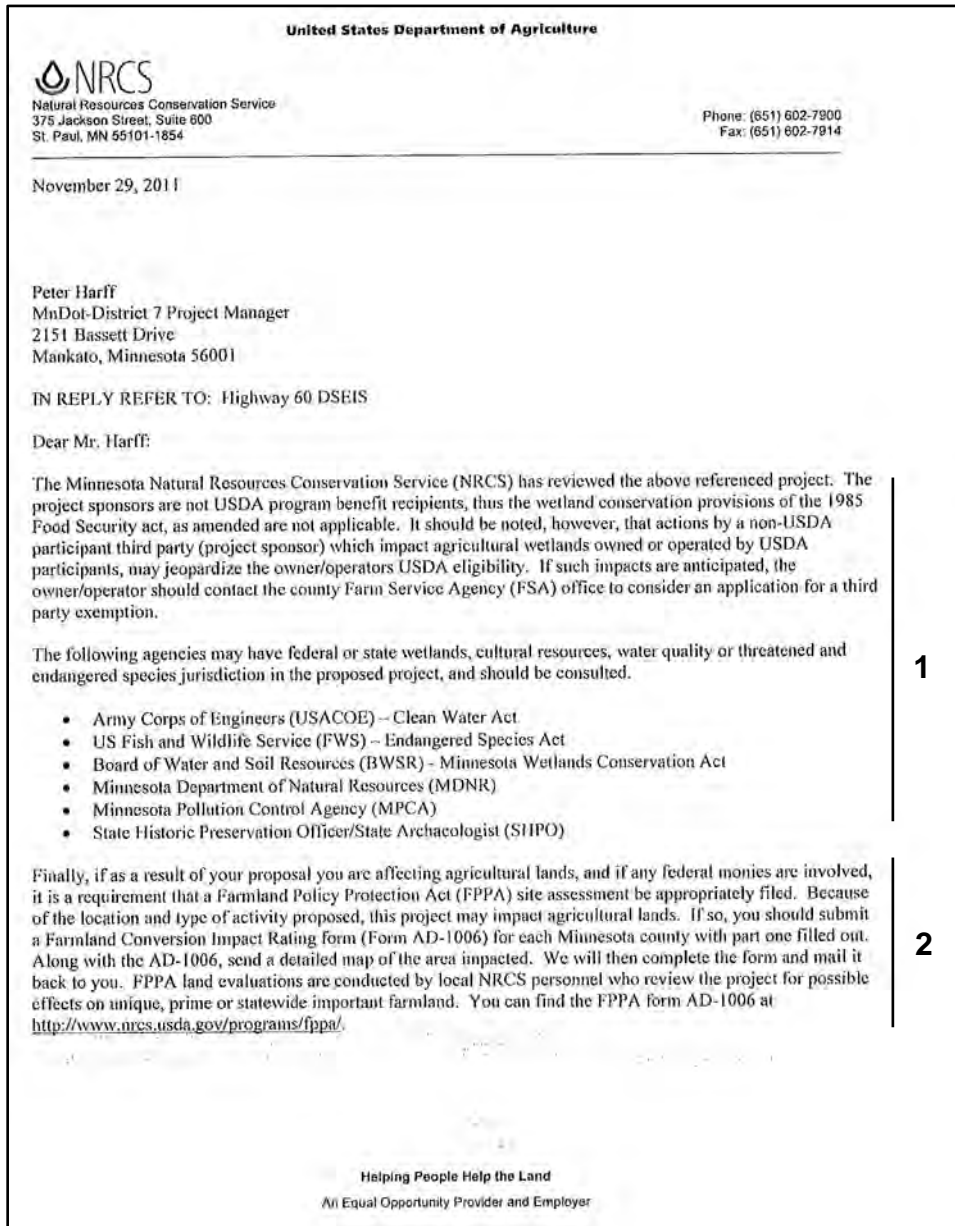 United States Department of Agriculture
NRCS
Natural Resources Conservation Service
375 Jackson Street, Suite 600
St. Paul, MN 55101-1854
Phone: (651) 602-7900
Fax: (651) 602-7914
November 29, 2011
Peter Harff
MnDot-District 7 Project Manager
2151 Bassett Drive
Mankato, Minnesota 56001
IN REPLY REFER TO: Highway 60 DSEIS
Dear Mr. Harff:
The Minnesota Natural Resources Conservation Service (NRCS) has reviewed the above referenced project. The
project sponsors are not USDA program benefit recipients, thus the wetland conservation provisions of the 1985
Food Security act, as amended are not applicable. It should be noted, however, that actions by a non-USDA
participant third party (project sponsor) which impact agricultural wetlands owned or operated by USDA
participants, may jeopardize the owner/operators USDA eligibility. If such impacts are anticipated, the
owner/operator should contact the county Farm Service Agency (FSA) office to consider an application for a third
party exemption.
The following agencies may have federal or state wetlands, cultural resources, water quality or threatened and
endangered species jurisdiction in the proposed project, and should be consulted.
1
• Army Corps of Engineers (USACOE) – Clean Water Act
• US Fish and Wildlife Service (FWS) – Endangered Species Act
• Board of Water and Soil Resources (BWSR) - Minnesota Wetlands Conservation Act
• Minnesota Department of Natural Resources (MDNR)
• Minnesota Pollution Control Agency (MPCA)
• State Historic Preservation Officer/State Archaeologist (SHPO)
Finally, if as a result of your proposal you are affecting agricultural lands, and if any federal monies are involved,
it is a requirement that a Farmland Policy Protection Act (FPPA) site assessment be appropriately filed. Because
of the location and type of activity proposed, this project may impact agricultural lands. If so, you should submit
a Farmland Conversion Impact Rating form (Form AD-1006) for each Minnesota county with part one filled out.
Along with the AD-1006, send a detailed map of the area impacted. We will then complete the form and mail it
back to you. FPPA land evaluations are conducted by local NRCS personnel who review the project for possible
effects on unique, prime or statewide important farmland. You can find the FPPA form AD-1006 at
http://www.nrcs.usda.gov/programs/fppa/.
2
Helping People Help the Land
An Equal Opportunity Provider and Employer